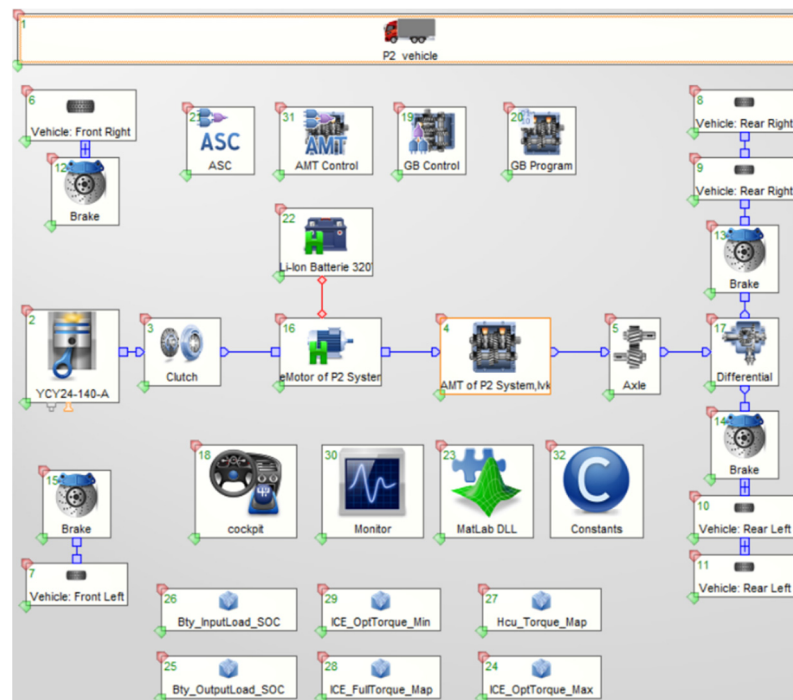 1
P2_vehicle
6
Vehicle: Front Right
12
Brake
21
ASC
ASC
31
AMT
AMT Control
19
GB Control
20
GB Program
8
Vehicle: Rear Right
9
Vehicle: Rear Right
13
Brake
22
H
Li-Ion Batterie 320
2
YCY24-140-A
3
Clutch
16
H
eMotor of P2 System
4
AMT of P2 System,lvk
5
Axle
17
Differential
14
Brake
15
Brake
18
cockpit
30
Monitor
23
MatLab DLL
32
C
Constants
10
Vehicle: Rear Left
11
Vehicle: Rear Left
7
Vehicle: Front Left
26
Bty_InputLoad_SOC
29
ICE_OptTorque_Min
27
Hcu_Torque_Map
25
Bty_OutputLoad_SOC
28
ICE_FullTorque_Map
24
ICE_OptTorque_Max